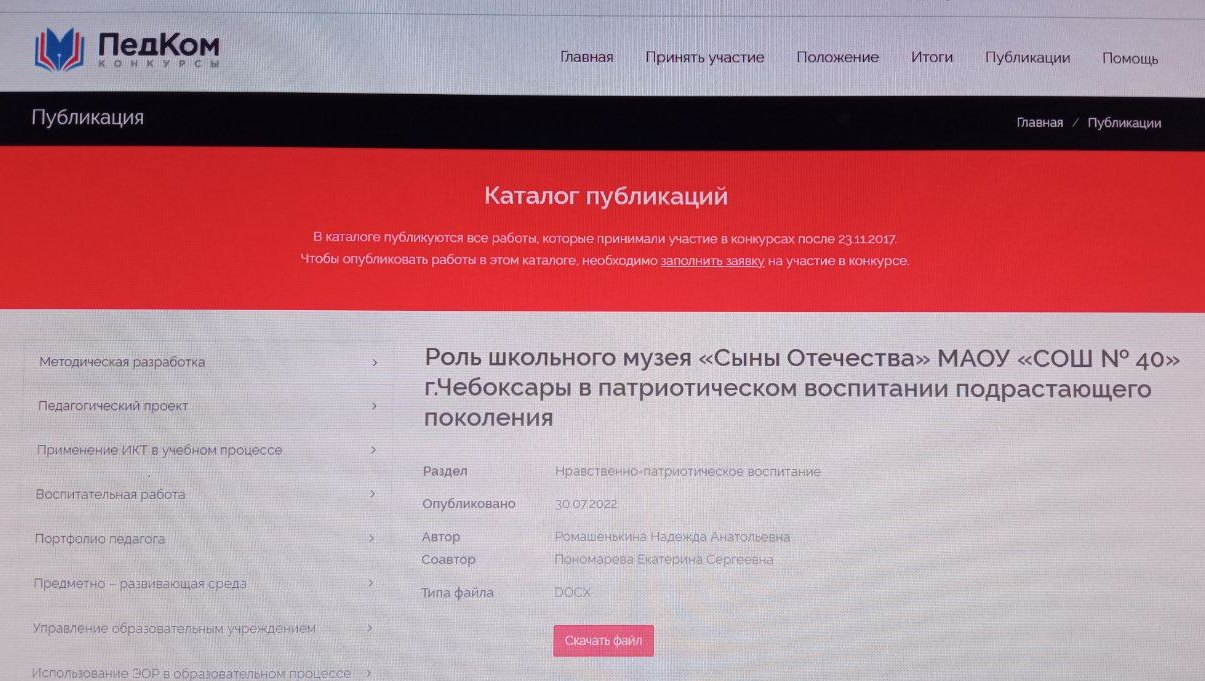 ПедКом
КОНКУРСЫ
Главная Принять участие Положение Итоги Публикации Помощь
Публикация
Главная / Публикации
Каталог публикаций
В каталоге публикуются все работы, которые принимали участие в конкурсах после 23.11.2017.
Чтобы опубликовать работы в этом каталоге, необходимо заполнить заявку на участие в конкурсе.
Методическая разработка
Педагогический проект
Применение ИКТ в учебном процессе
Воспитательная работа
Портфолио педагога
Предметно – развивающая среда
Управление образовательным учреждением
Использование ЭОР в образовательном процессе
Роль школьного музея «Сыны Отечества» МАОУ «СОШ № 40»
г.Чебоксары в патриотическом воспитании подрастающего
поколения
Раздел Нравственно-патриотическое воспитание
Опубликовано 30.07.2022
Автор Ромашенькина Надежда Анатольевна
Соавтор Пономарева Екатерина Сергеевна
Типа файла DOCX
Скачать файл